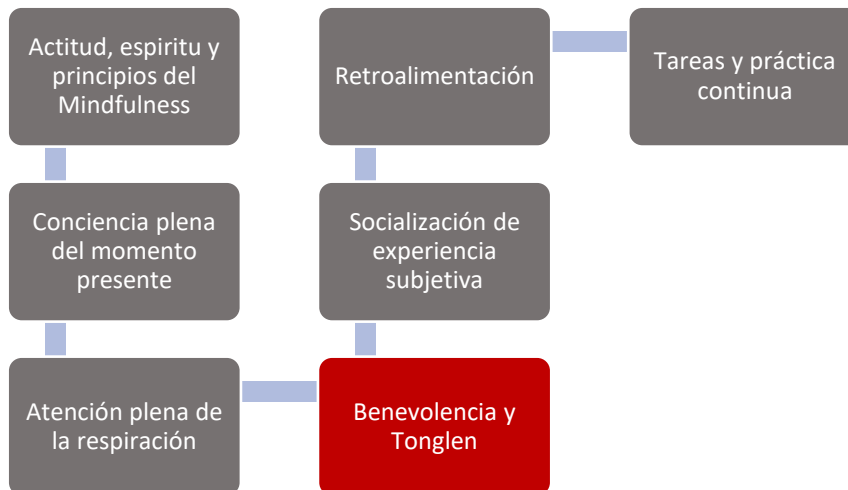 Actitud, espiritu y
principios del
Mindfulness
Conciencia plena
del momento
presente
Atención plena de
la respiración
Benevolencia y
Tonglen
Socialización de
experiencia
subjetiva
Retroalimentación
Tareas y práctica
continua